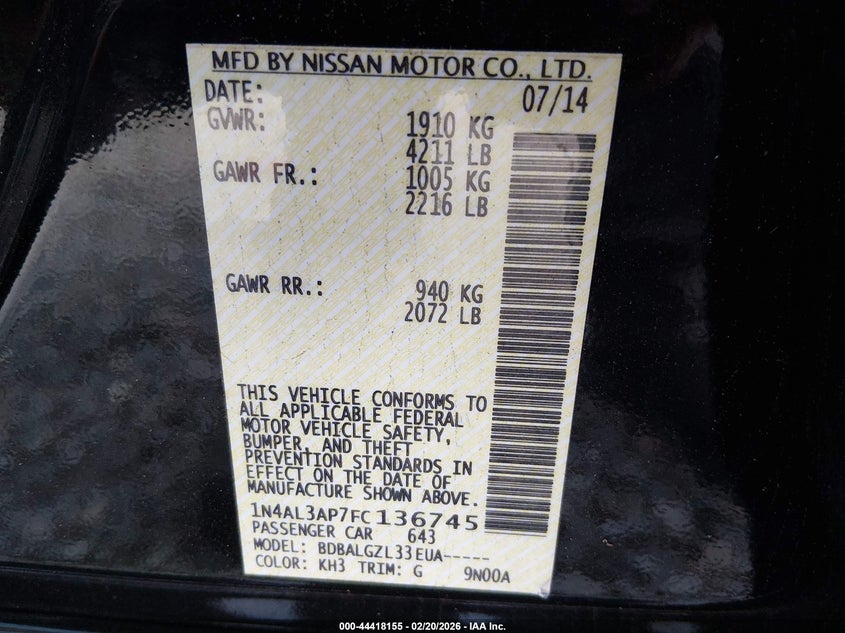 MFD BY NISSAN MOTOR CO., LTD.
DATE: 07/14
GVWR: 1910 KG
4211 LB
GAWR FR.: 1005 KG
2216 LB
GAWR RR.: 940 KG
2072 LB
THIS VEHICLE CONFORMS TO
ALL APPLICABLE FEDERAL
MOTOR VEHICLE SAFETY,
BUMPER, AND THEFT
PREVENTION STANDARDS IN
EFFECT ON THE DATE OF
MANUFACTURE SHOWN ABOVE.
1N4AL3AP7FC136745
PASSENGER CAR 643
MODEL: BDBALGZL33EUA-----
COLOR: KH3 TRIM: G 9N00A
000-44418155 - 02/20/2026 - IAA Inc.